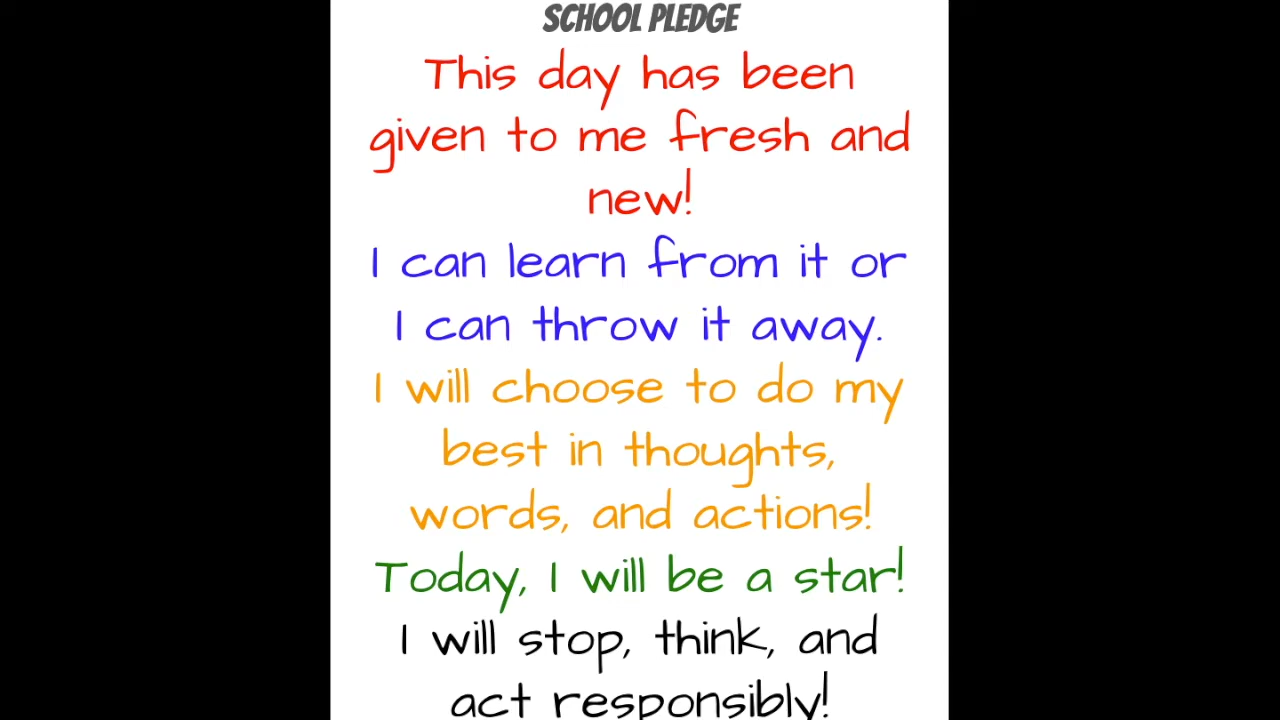 SCHOOL PLEDGE
This day has been
given to me fresh and
new!
I can learn from it or
I can throw it away.
I will choose to do my
best in thoughts,
words, and actions!
Today, I will be a star!
I will stop, think, and
act responsibly!